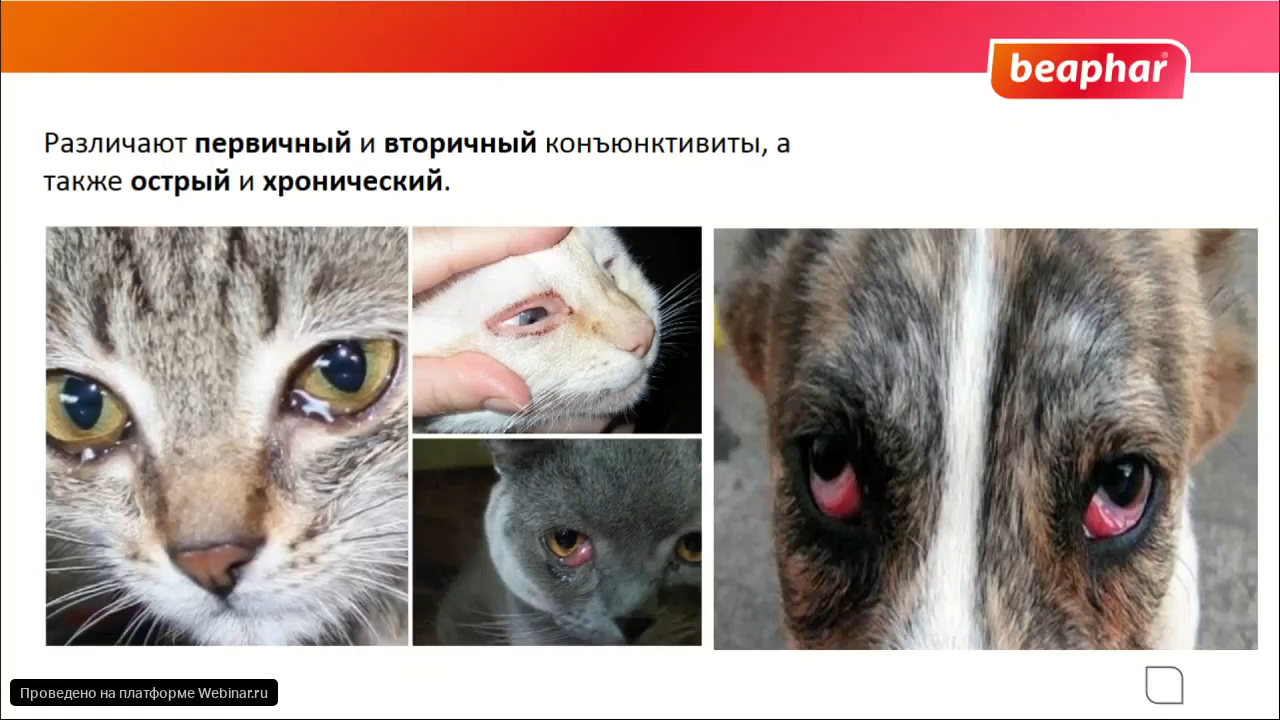 beaphar
Различают первичный и вторичный конъюнктивиты, а
также острый и хронический.
Проведено на платформе Webinar.ru